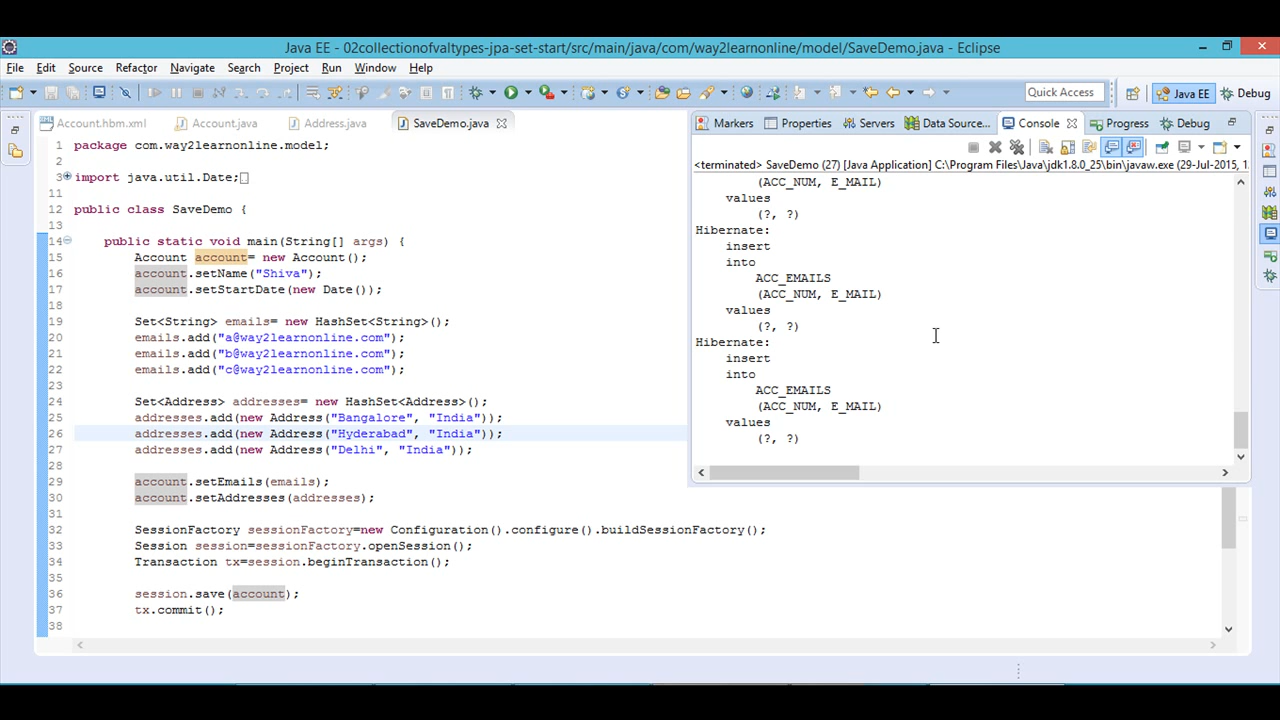 Java EE - 02collectionofvaltypes-jpa-set-start/src/main/java/com/way2learnonline/model/SaveDemo.java - Eclipse
File Edit Source Refactor Navigate Search Project Run Window Help
Quick Access Java EE Debug
Account.hbm.xml Account.java Address.java SaveDemo.java
1 package com.way2learnonline.model;
2
3 import java.util.Date;
11
12 public class SaveDemo {
13
14 public static void main(String[] args) {
15 Account account= new Account();
16 account.setName("Shiva");
17 account.setStartDate(new Date());
18
19 Set<String> emails= new HashSet<String>();
20 emails.add("a@way2learnonline.com");
21 emails.add("b@way2learnonline.com");
22 emails.add("c@way2learnonline.com");
23
24 Set<Address> addresses= new HashSet<Address>();
25 addresses.add(new Address("Bangalore", "India"));
26 addresses.add(new Address("Hyderabad", "India"));
27 addresses.add(new Address("Delhi", "India"));
28
29 account.setEmails(emails);
30 account.setAddresses(addresses);
31
32 SessionFactory sessionFactory=new Configuration().configure().buildSessionFactory();
33 Session session=sessionFactory.openSession();
34 Transaction tx=session.beginTransaction();
35
36 session.save(account);
37 tx.commit();
38
Markers Properties Servers Data Source... Console Progress Debug
<terminated> SaveDemo (27) [Java Application] C:\Program Files\Java\jdk1.8.0_25\bin\javaw.exe (29-Jul-2015, 1
(ACC_NUM, E_MAIL)
values
(?, ?)
Hibernate:
insert
into
ACC_EMAILS
(ACC_NUM, E_MAIL)
values
(?, ?)
Hibernate:
insert
into
ACC_EMAILS
(ACC_NUM, E_MAIL)
values
(?, ?)